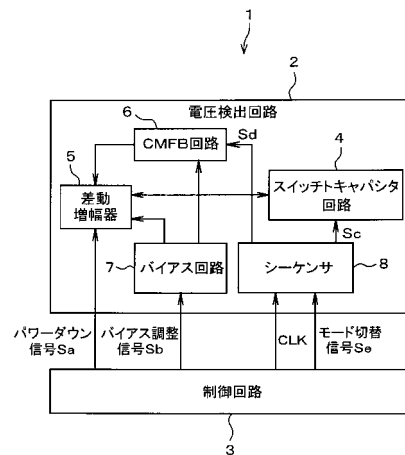 1
2
電圧検出回路
6
CMFB回路
Sd
5
差動
増幅器
4
スイッチトキャパシタ
回路
Sc
7
バイアス回路
シーケンサ
8
パワーダウン
信号Sa
バイアス調整
信号Sb
CLK
モード切替
信号Se
制御回路
3